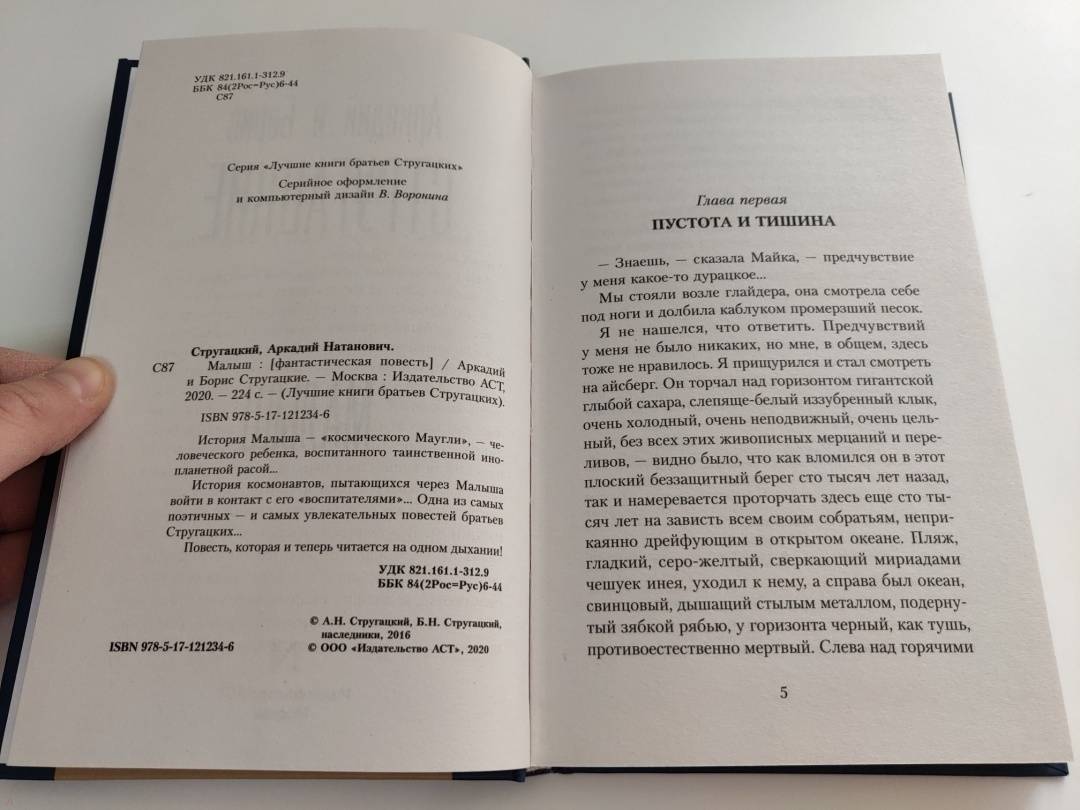 УДК 821.161.1-312.9
ББК 84(2Рос=Рус)6-44
С87
Серия «Лучшие книги братьев Стругацких»
Серийное оформление
и компьютерный дизайн В. Воронина
Стругацкий, Аркадий Натанович.
С87 Малыш : [фантастическая повесть] / Аркадий
и Борис Стругацкие. — Москва : Издательство АСТ,
2020. — 224 с. — (Лучшие книги братьев Стругацких).
ISBN 978-5-17-121234-6
История Малыша — «космического Маугли», — че-
ловеческого ребенка, воспитанного таинственной ино-
планетной расой...
История космонавтов, пытающихся через Малыша
войти в контакт с его «воспитателями»... Одна из самых
поэтичных — и самых увлекательных повестей братьев
Стругацких...
Повесть, которая и теперь читается на одном дыхании!
УДК 821.161.1-312.9
ББК 84(2Рос=Рус)6-44
© А.Н. Стругацкий, Б.Н. Стругацкий,
наследники, 2016
ISBN 978-5-17-121234-6 © ООО «Издательство АСТ», 2020
Глава первая
ПУСТОТА И ТИШИНА
— Знаешь, — сказала Майка, — предчувствие
у меня какое-то дурацкое...
Мы стояли возле глайдера, она смотрела себе
под ноги и долбила каблуком промерзший песок.
Я не нашелся, что ответить. Предчувствий
у меня не было никаких, но мне, в общем, здесь
тоже не нравилось. Я прищурился и стал смотреть
на айсберг. Он торчал над горизонтом гигантской
глыбой сахара, слепяще-белый иззубренный клык,
очень холодный, очень неподвижный, очень цель-
ный, без всех этих живописных мерцаний и пере-
ливов, — видно было, что как вломился он в этот
плоский беззащитный берег сто тысяч лет назад,
так и намеревается проторчать здесь еще сто ты-
сяч лет на зависть всем своим собратьям, непри-
каянно дрейфующим в открытом океане. Пляж,
гладкий, серо-желтый, сверкающий мириадами
чешуек инея, уходил к нему, а справа был океан,
свинцовый, дышащий стылым металлом, подерну-
тый зябкой рябью, у горизонта черный, как тушь,
противоестественно мертвый. Слева над горячими
5